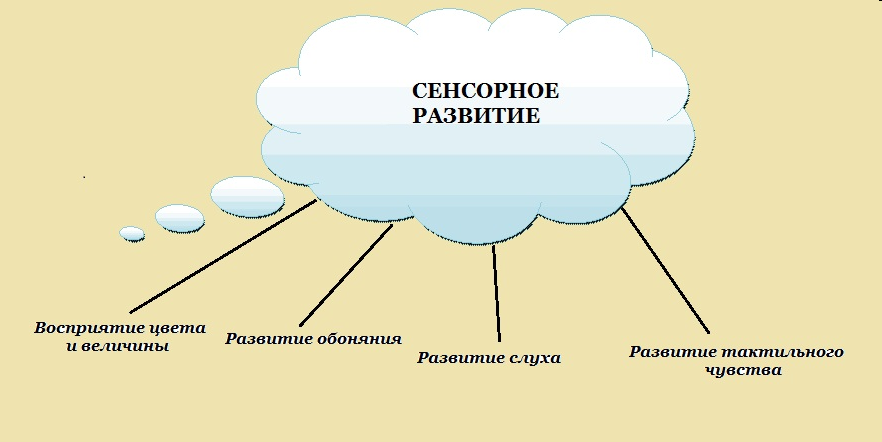 СЕНСОРНОЕ
РАЗВИТИЕ
Восприятие цвета
и величины
Развитие обоняния
Развитие слуха
Развитие тактильного
чувства